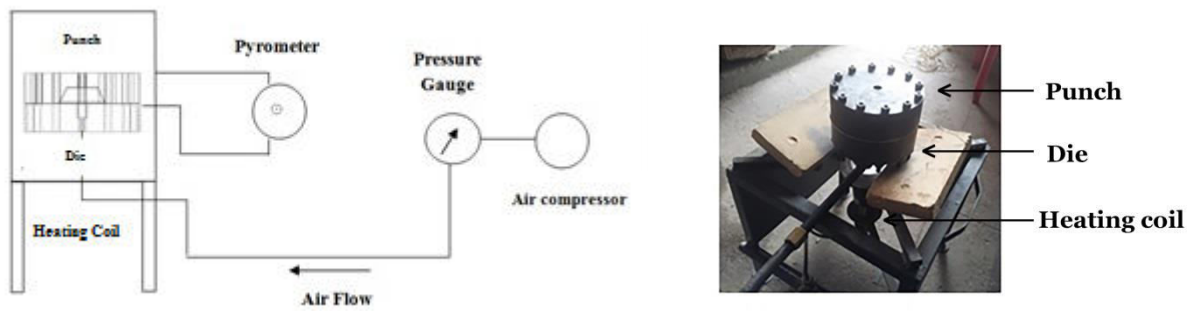 Punch
Pyrometer
Pressure
Gauge
Die
Air compressor
Heating Coil
Air Flow
Punch
Die
Heating coil